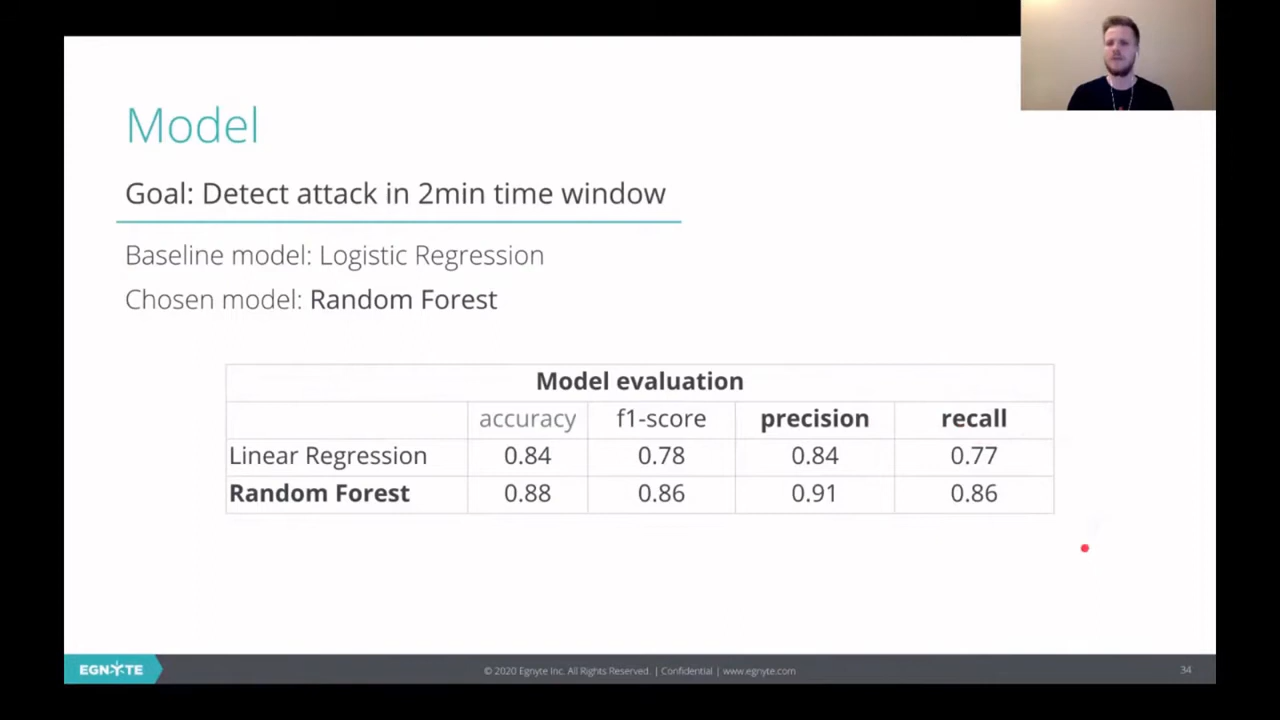 Model
Goal: Detect attack in 2min time window
Baseline model: Logistic Regression
Chosen model: Random Forest
Model evaluation
accuracy f1-score precision recall
Linear Regression 0.84 0.78 0.84 0.77
Random Forest 0.88 0.86 0.91 0.86
EGNYTE
© 2020 Egnyte Inc. All Rights Reserved. | Confidential | www.egnyte.com
34